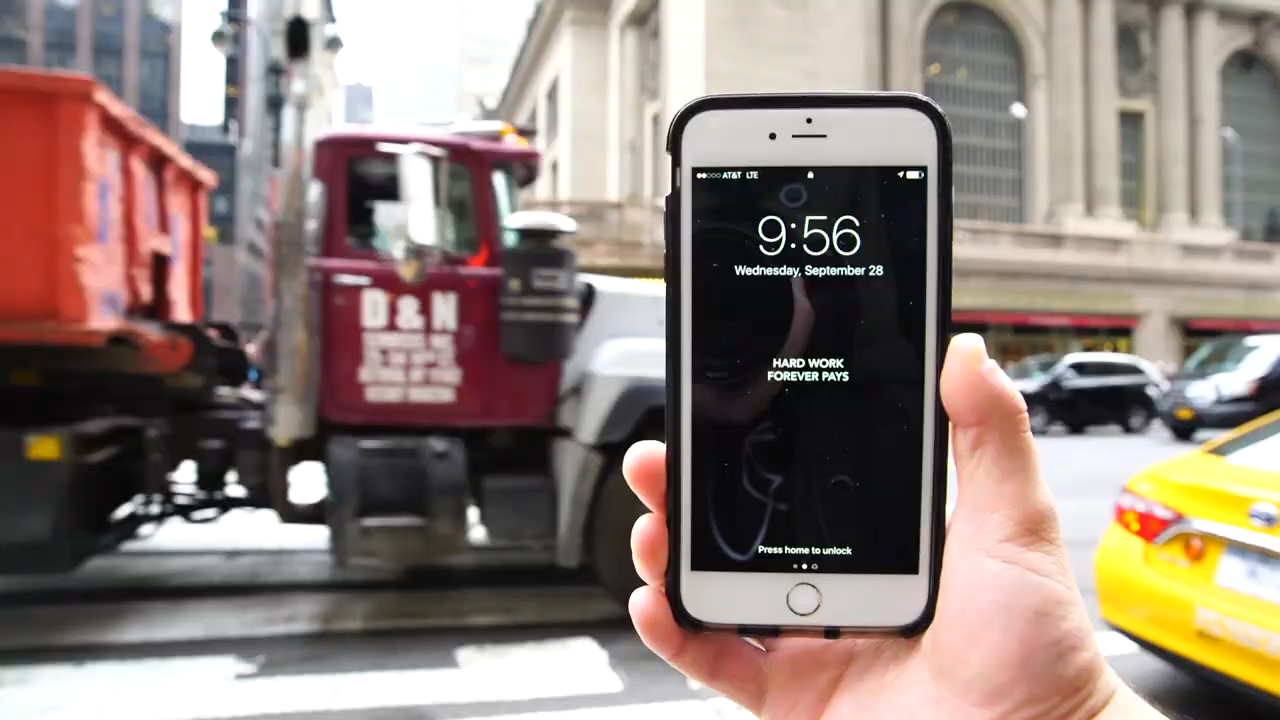 D & N
AT&T LTE
9:56
Wednesday, September 28
HARD WORK
FOREVER PAYS
Press home to unlock